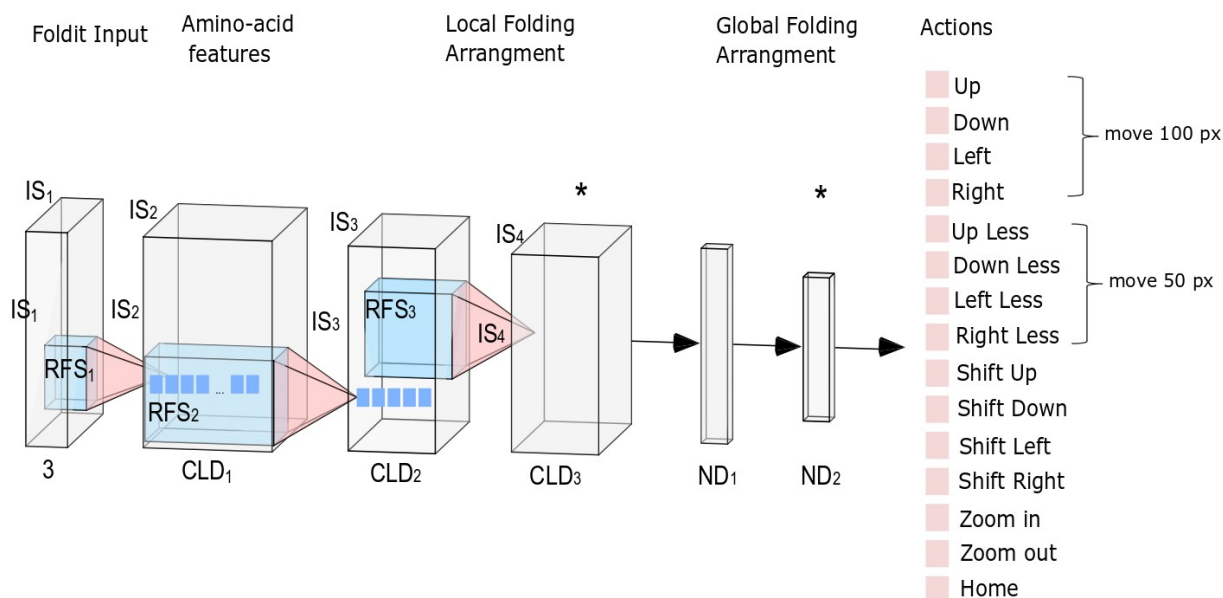 Foldit Input
Amino-acid
features
Local Folding
Arrangment
Global Folding
Arrangment
Actions
IS1
IS1
RFS1
3
IS2
IS2
RFS2
...
CLD1
IS3
IS3
RFS3
CLD2
*
IS4
IS4
CLD3
ND1
*
ND2
Up
Down
Left
Right
move 100 px
Up Less
Down Less
Left Less
Right Less
move 50 px
Shift Up
Shift Down
Shift Left
Shift Right
Zoom in
Zoom out
Home